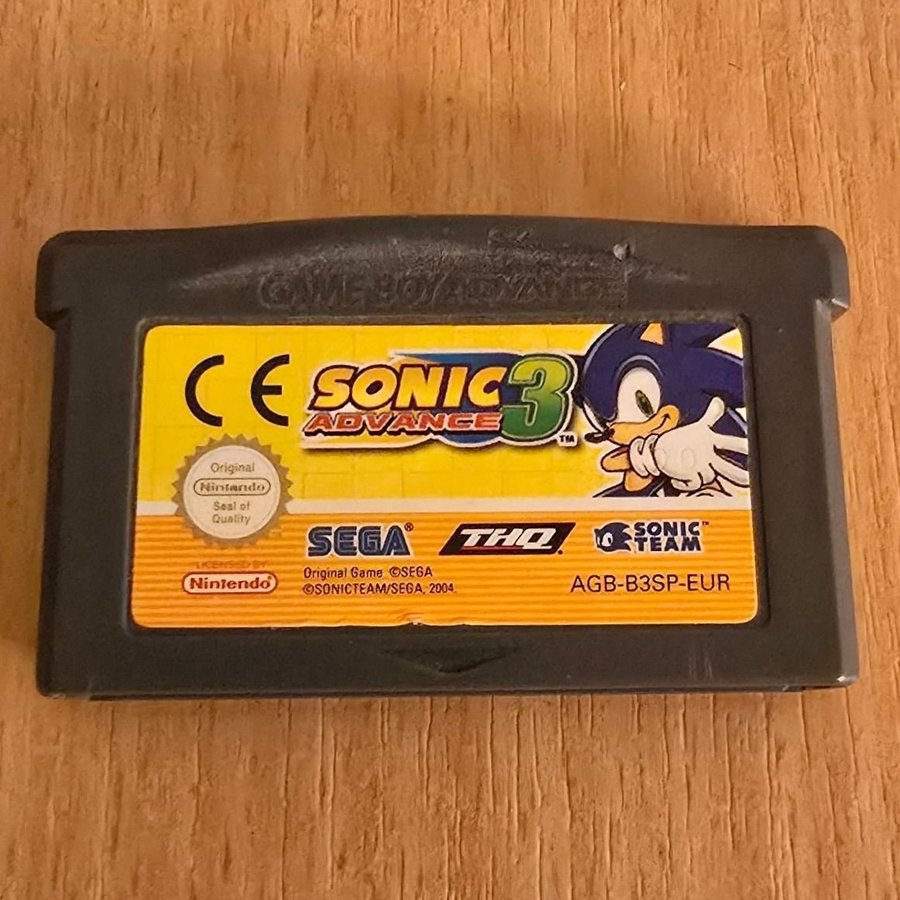 GAME BOY ADVANCE
CE
SONIC
ADVANCE 3 ™
Original
Nintendo
Seal of
Quality
SEGA® THQ® SONIC™
TEAM
LICENSED BY
Nintendo
Original Game ©SEGA
©SONICTEAM/SEGA, 2004.
AGB-B3SP-EUR